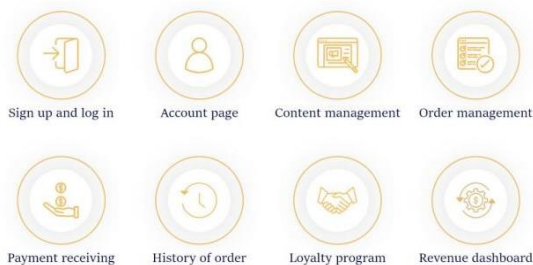 Sign up and log in
Account page
Content management
Order management
Payment receiving
History of order
Loyalty program
Revenue dashboard